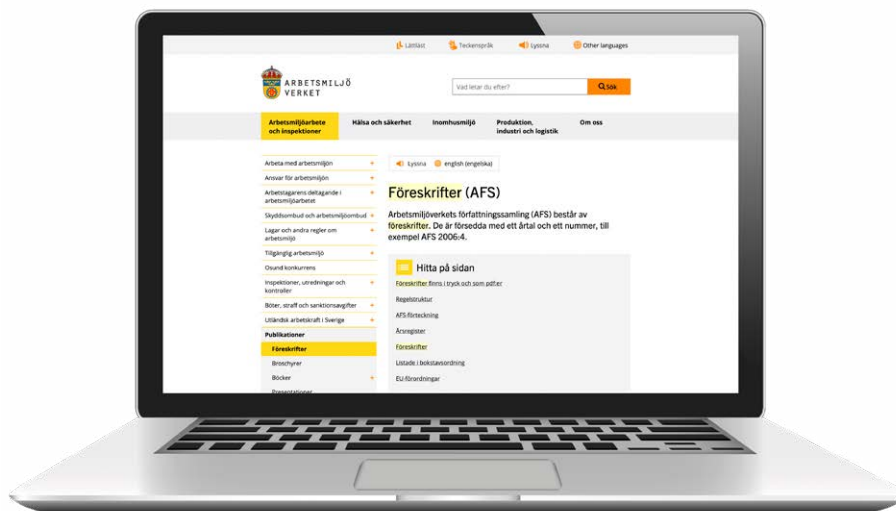 Lättläst
Teckenspråk
Lyssna
Other languages
ARBETSMILJÖ
VERKET
Vad letar du efter?
Sök
Arbetsmiljöarbete
och inspektioner
Hälsa och säkerhet
Inomhusmiljö
Produktion,
industri och logistik
Om oss
Arbeta med arbetsmiljön +
Ansvar för arbetsmiljön +
Arbetstagarens deltagande i +
arbetsmiljöarbetet
Skyddsombud och arbetsmiljöombud +
Lagar och andra regler om +
arbetsmiljö
Tillgänglig arbetsmiljö +
Osund konkurrens
Inspektioner, utredningar och +
kontroller
Böter, straff och sanktionsavgifter +
Utländsk arbetskraft i Sverige +
Publikationer
Föreskrifter
Broschyrer
Böcker +
Presentationer
Lyssna
english (engelska)
Föreskrifter (AFS)
Arbetsmiljöverkets författningssamling (AFS) består av
föreskrifter. De är försedda med ett årtal och ett nummer, till
exempel AFS 2006:4.
Hitta på sidan
Föreskrifter finns i tryck och som pdf:er
Regelstruktur
AFS-förteckning
Årsregister
Föreskrifter
Listade i bokstavsordning
EU-förordningar